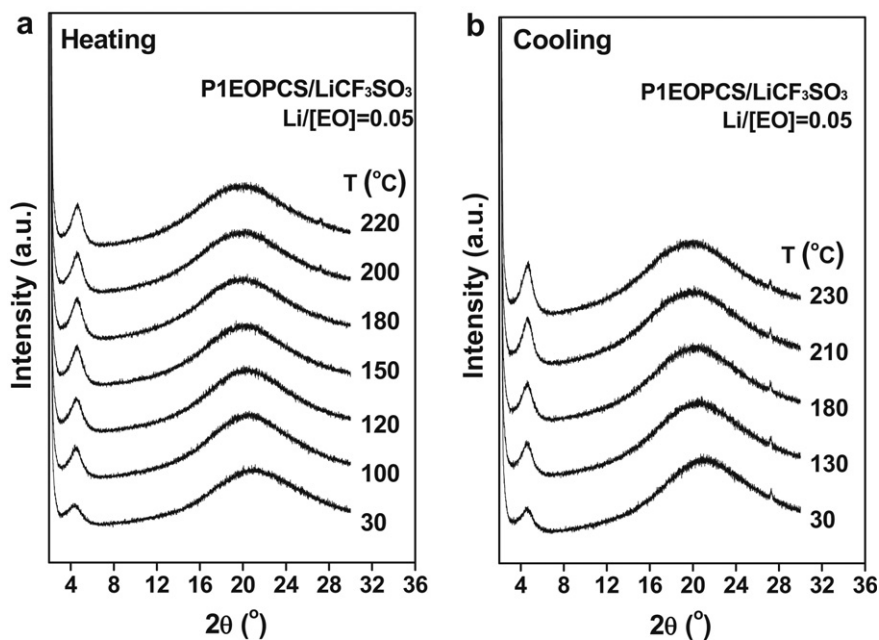 a
Heating
P1EOPCS/LiCF₃SO₃
Li/[EO]=0.05
T (°C)
220
200
180
150
120
100
30
Intensity (a.u.)
4 8 12 16 20 24 28 32 36
2θ (°)
b
Cooling
P1EOPCS/LiCF₃SO₃
Li/[EO]=0.05
T (°C)
230
210
180
130
30
Intensity (a.u.)
4 8 12 16 20 24 28 32 36
2θ (°)